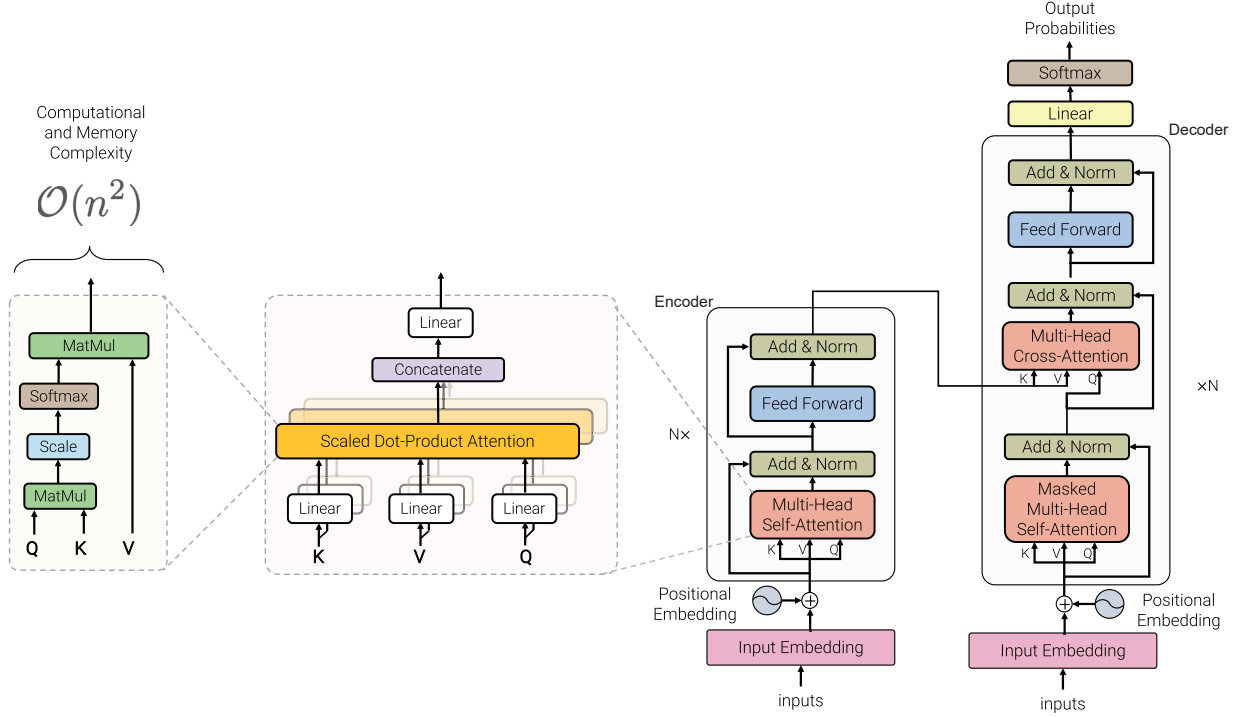 Computational
and Memory
Complexity
O(n²)
MatMul
Softmax
Scale
MatMul
Q K V
Linear
Concatenate
Scaled Dot-Product Attention
Linear Linear Linear
K V Q
Encoder
Add & Norm
Feed Forward
N×
Add & Norm
Multi-Head
Self-Attention
K V Q
Positional
Embedding
Input Embedding
inputs
Output
Probabilities
Softmax
Linear
Decoder
Add & Norm
Feed Forward
Add & Norm
Multi-Head
Cross-Attention
K V Q
×N
Add & Norm
Masked
Multi-Head
Self-Attention
K V Q
Positional
Embedding
Input Embedding
inputs